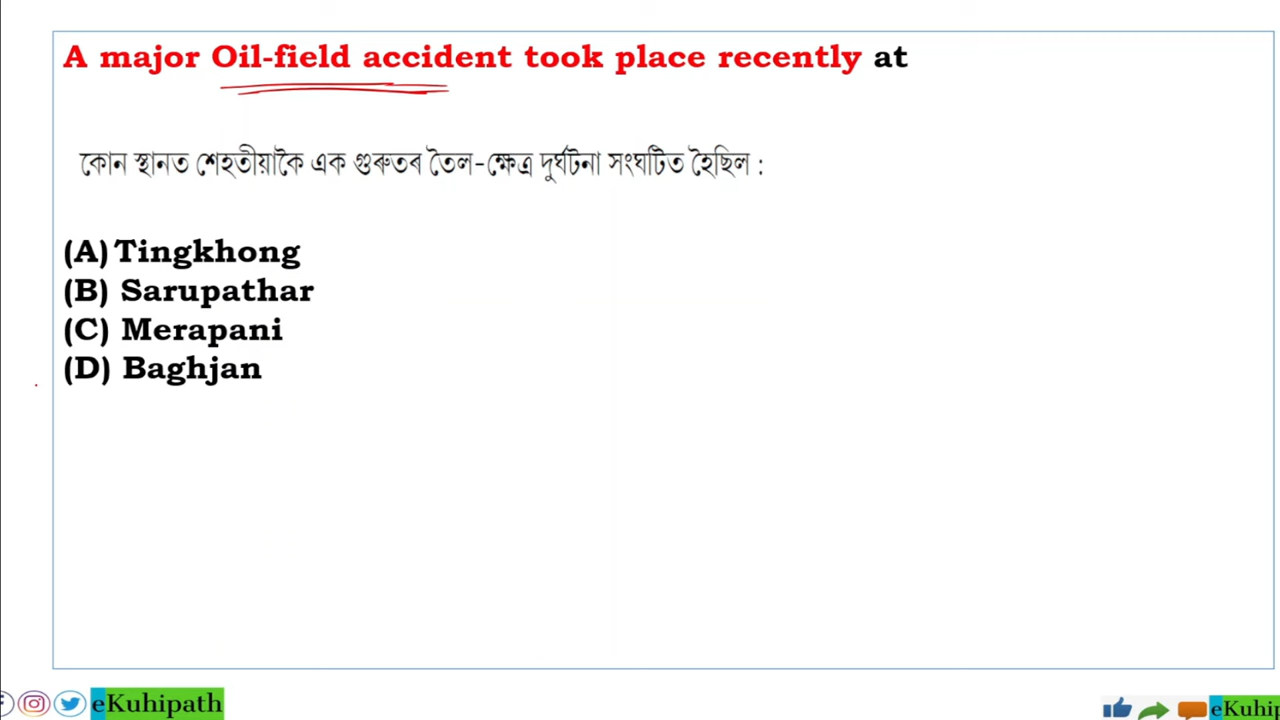 A major Oil-field accident took place recently at
কোন স্থানত শেহতীয়াকৈ এক গুৰুতৰ তৈল-ক্ষেত্ৰ দুৰ্ঘটনা সংঘটিত হৈছিল :
(A) Tingkhong
(B) Sarupathar
(C) Merapani
(D) Baghjan
eKuhipath
eKuhip